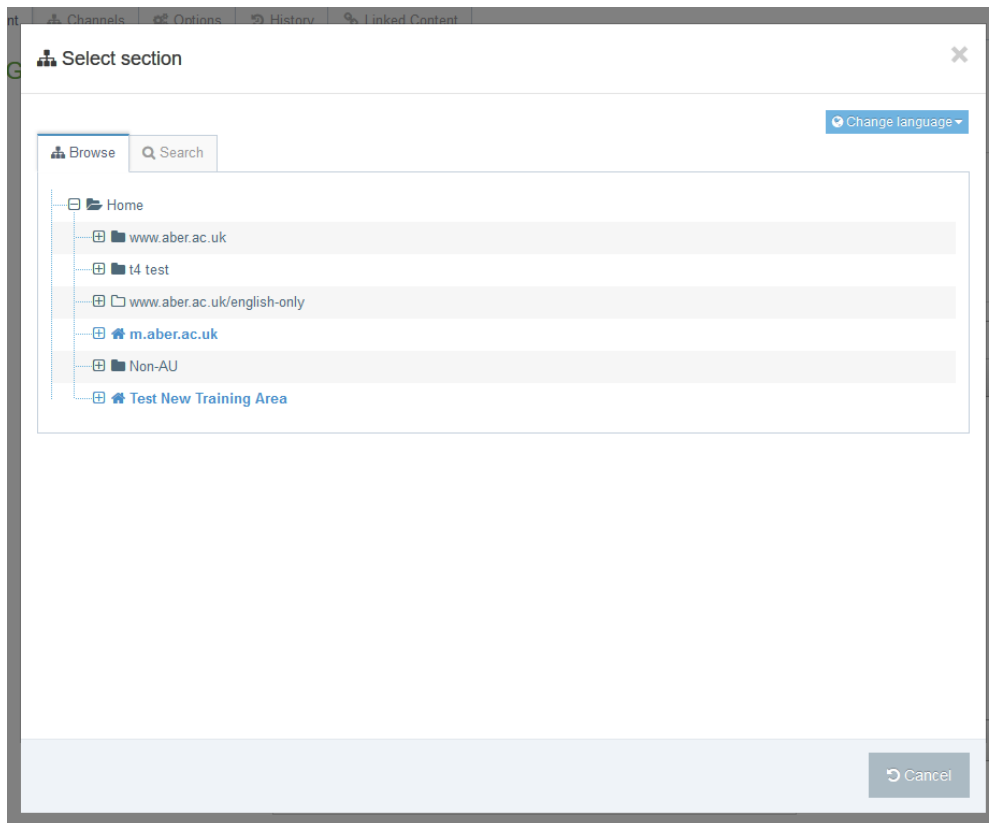 nt Channels Options History Linked Content
G
Select section
Change language
Browse Search
Home
www.aber.ac.uk
t4 test
www.aber.ac.uk/english-only
m.aber.ac.uk
Non-AU
Test New Training Area
Cancel